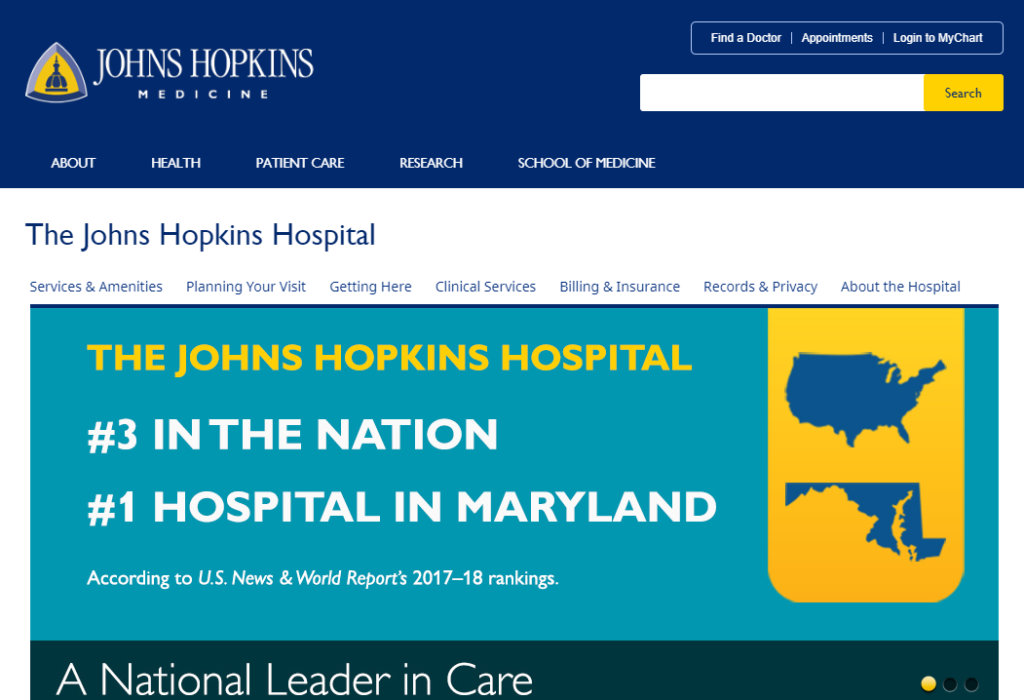 JOHNS HOPKINS
MEDICINE
Find a Doctor | Appointments | Login to MyChart
Search
ABOUT HEALTH PATIENT CARE RESEARCH SCHOOL OF MEDICINE
The Johns Hopkins Hospital
Services & Amenities Planning Your Visit Getting Here Clinical Services Billing & Insurance Records & Privacy About the Hospital
THE JOHNS HOPKINS HOSPITAL
#3 IN THE NATION
#1 HOSPITAL IN MARYLAND
According to U.S. News & World Report's 2017–18 rankings.
A National Leader in Care